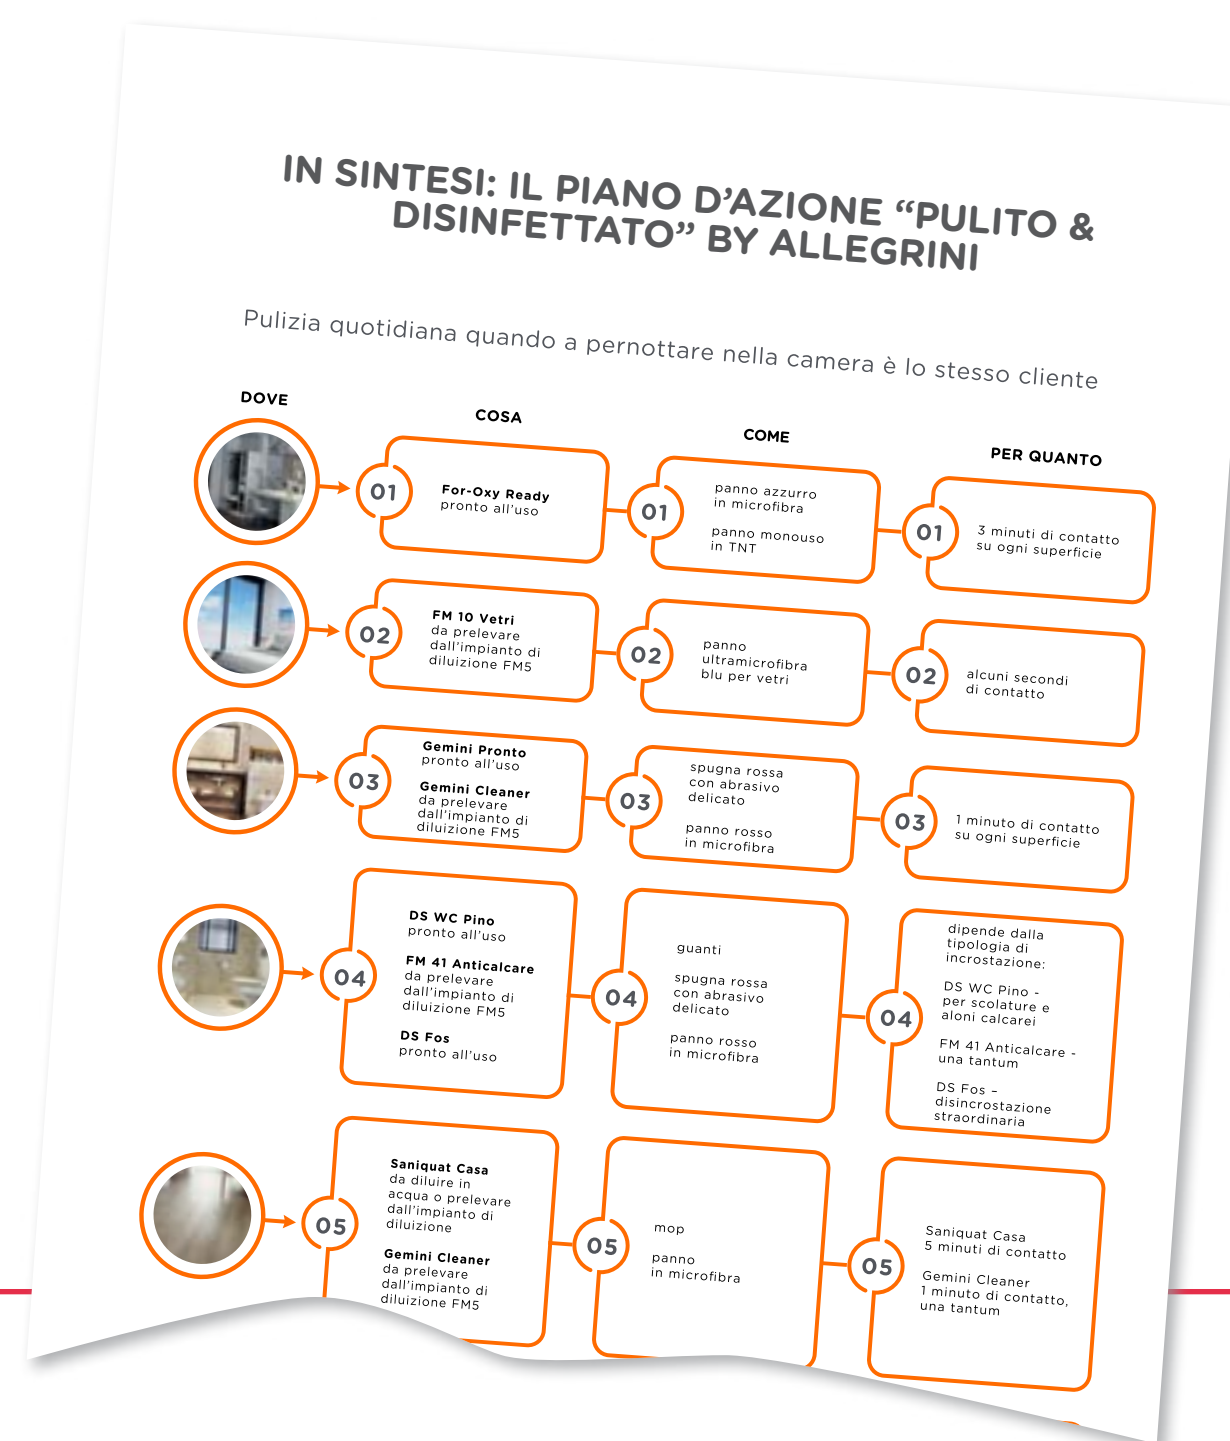 IN SINTESI: IL PIANO D’AZIONE “PULITO &
DISINFETTATO” BY ALLEGRINI
Pulizia quotidiana quando a pernottare nella camera è lo stesso cliente
DOVE
COSA
COME
PER QUANTO
01
For-Oxy Ready
pronto all’uso
01
panno azzurro
in microfibra
panno monouso
in TNT
01
3 minuti di contatto
su ogni superficie
02
FM 10 Vetri
da prelevare
dall’impianto di
diluizione FM5
02
panno
ultramicrofibra
blu per vetri
02
alcuni secondi
di contatto
03
Gemini Pronto
pronto all’uso
Gemini Cleaner
da prelevare
dall’impianto di
diluizione FM5
03
spugna rossa
con abrasivo
delicato
panno rosso
in microfibra
03
1 minuto di contatto
su ogni superficie
04
DS WC Pino
pronto all’uso
FM 41 Anticalcare
da prelevare
dall’impianto di
diluizione FM5
DS Fos
pronto all’uso
04
guanti
spugna rossa
con abrasivo
delicato
panno rosso
in microfibra
04
dipende dalla
tipologia di
incrostazione:
DS WC Pino -
per scolature e
aloni calcarei
FM 41 Anticalcare -
una tantum
DS Fos –
disincrostazione
straordinaria
05
Saniquat Casa
da diluire in
acqua o prelevare
dall’impianto di
diluizione
Gemini Cleaner
da prelevare
dall’impianto di
diluizione FM5
05
mop
panno
in microfibra
05
Saniquat Casa
5 minuti di contatto
Gemini Cleaner
1 minuto di contatto,
una tantum